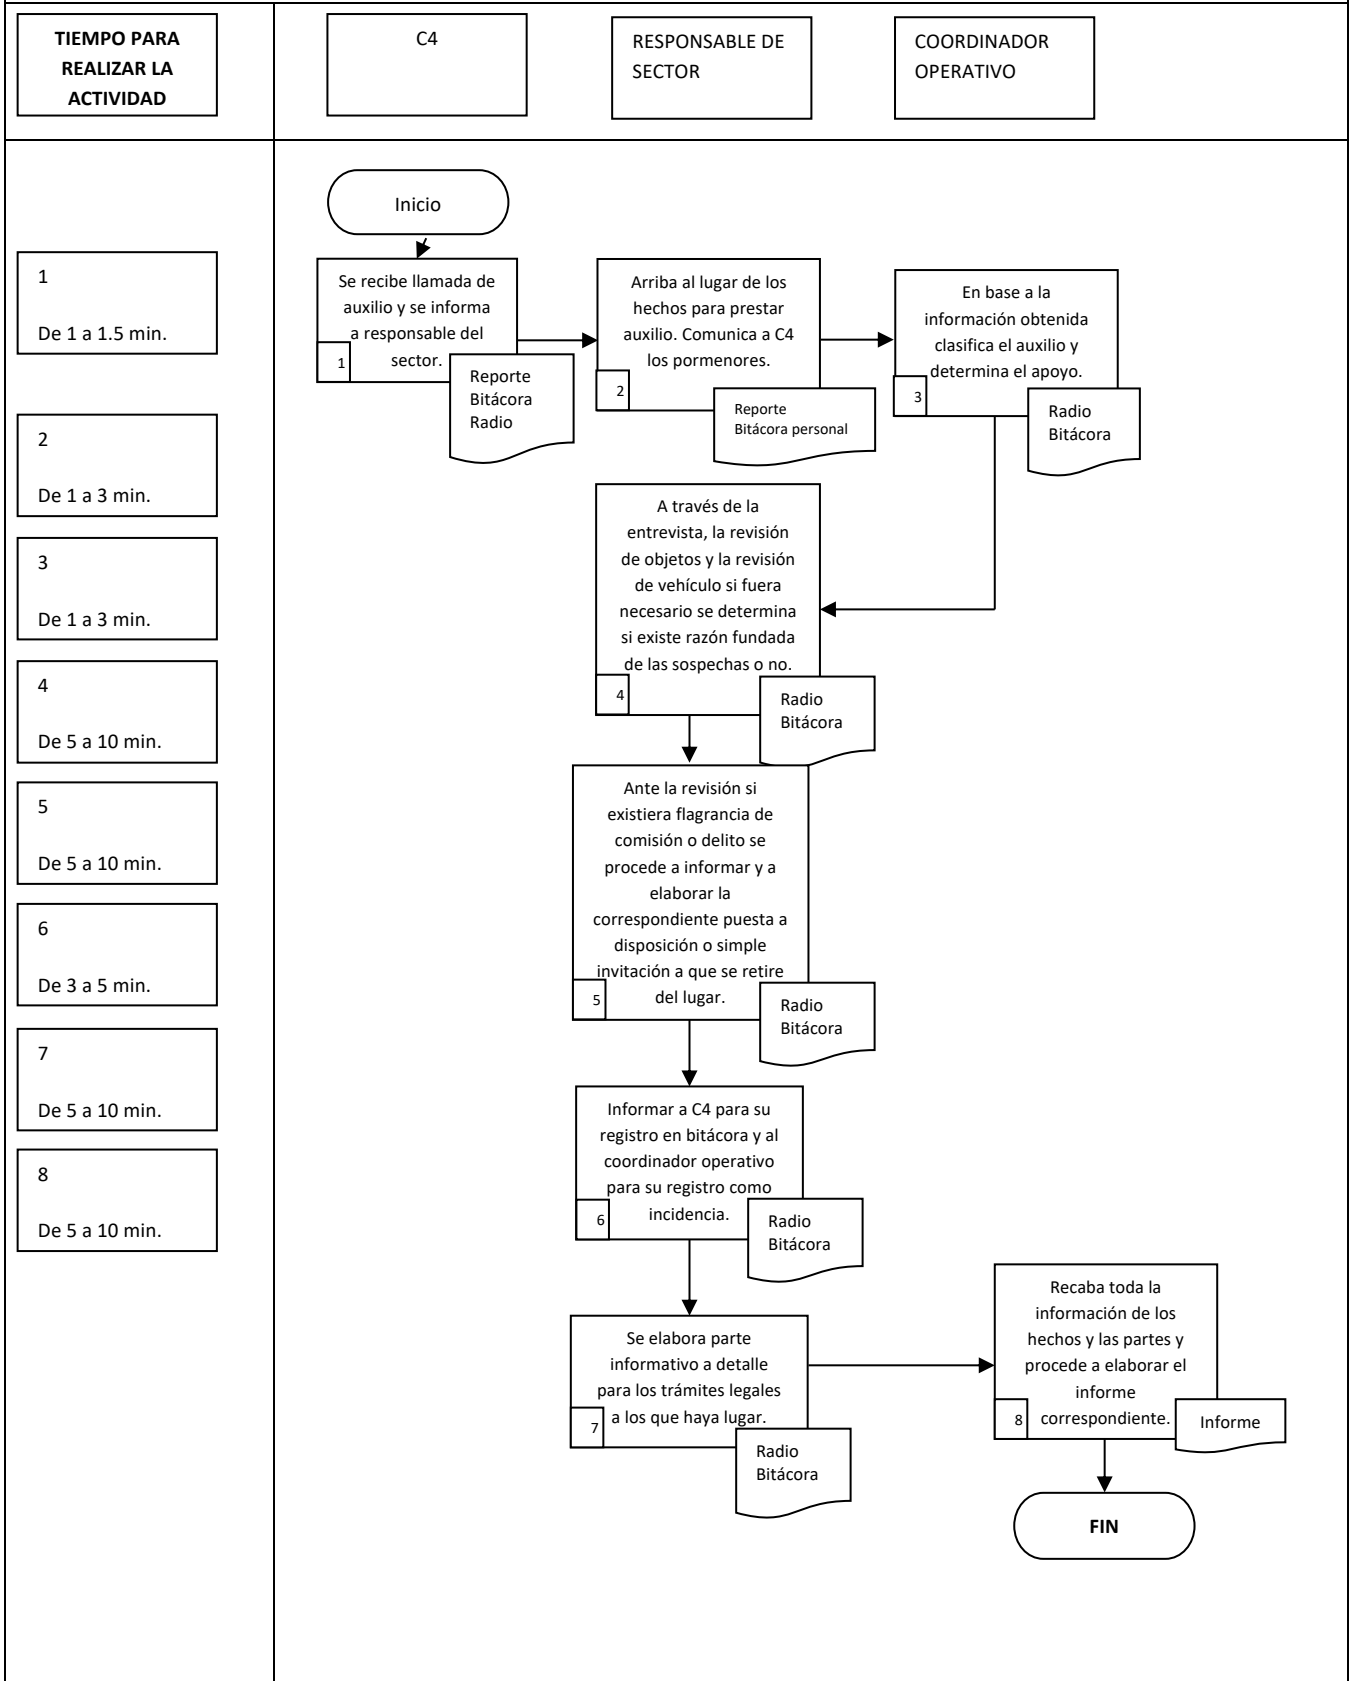 TIEMPO PARA
REALIZAR LA
ACTIVIDAD
C4
RESPONSABLE DE
SECTOR
COORDINADOR
OPERATIVO
Inicio
1
De 1 a 1.5 min.
Se recibe llamada de
auxilio y se informa
a responsable del
sector.
1
Reporte
Bitácora
Radio
Arriba al lugar de los
hechos para prestar
auxilio. Comunica a C4
los pormenores.
2
Reporte
Bitácora personal
En base a la
información obtenida
clasifica el auxilio y
determina el apoyo.
3
Radio
Bitácora
2
De 1 a 3 min.
3
De 1 a 3 min.
A través de la
entrevista, la revisión
de objetos y la revisión
de vehículo si fuera
necesario se determina
si existe razón fundada
de las sospechas o no.
4
Radio
Bitácora
4
De 5 a 10 min.
5
De 5 a 10 min.
Ante la revisión si
existiera flagrancia de
comisión o delito se
procede a informar y a
elaborar la
correspondiente puesta a
disposición o simple
invitación a que se retire
del lugar.
5
Radio
Bitácora
6
De 3 a 5 min.
7
De 5 a 10 min.
Informar a C4 para su
registro en bitácora y al
coordinador operativo
para su registro como
incidencia.
6
Radio
Bitácora
8
De 5 a 10 min.
Se elabora parte
informativo a detalle
para los trámites legales
a los que haya lugar.
7
Radio
Bitácora
Recaba toda la
información de los
hechos y las partes y
procede a elaborar el
informe
correspondiente.
8
Informe
FIN